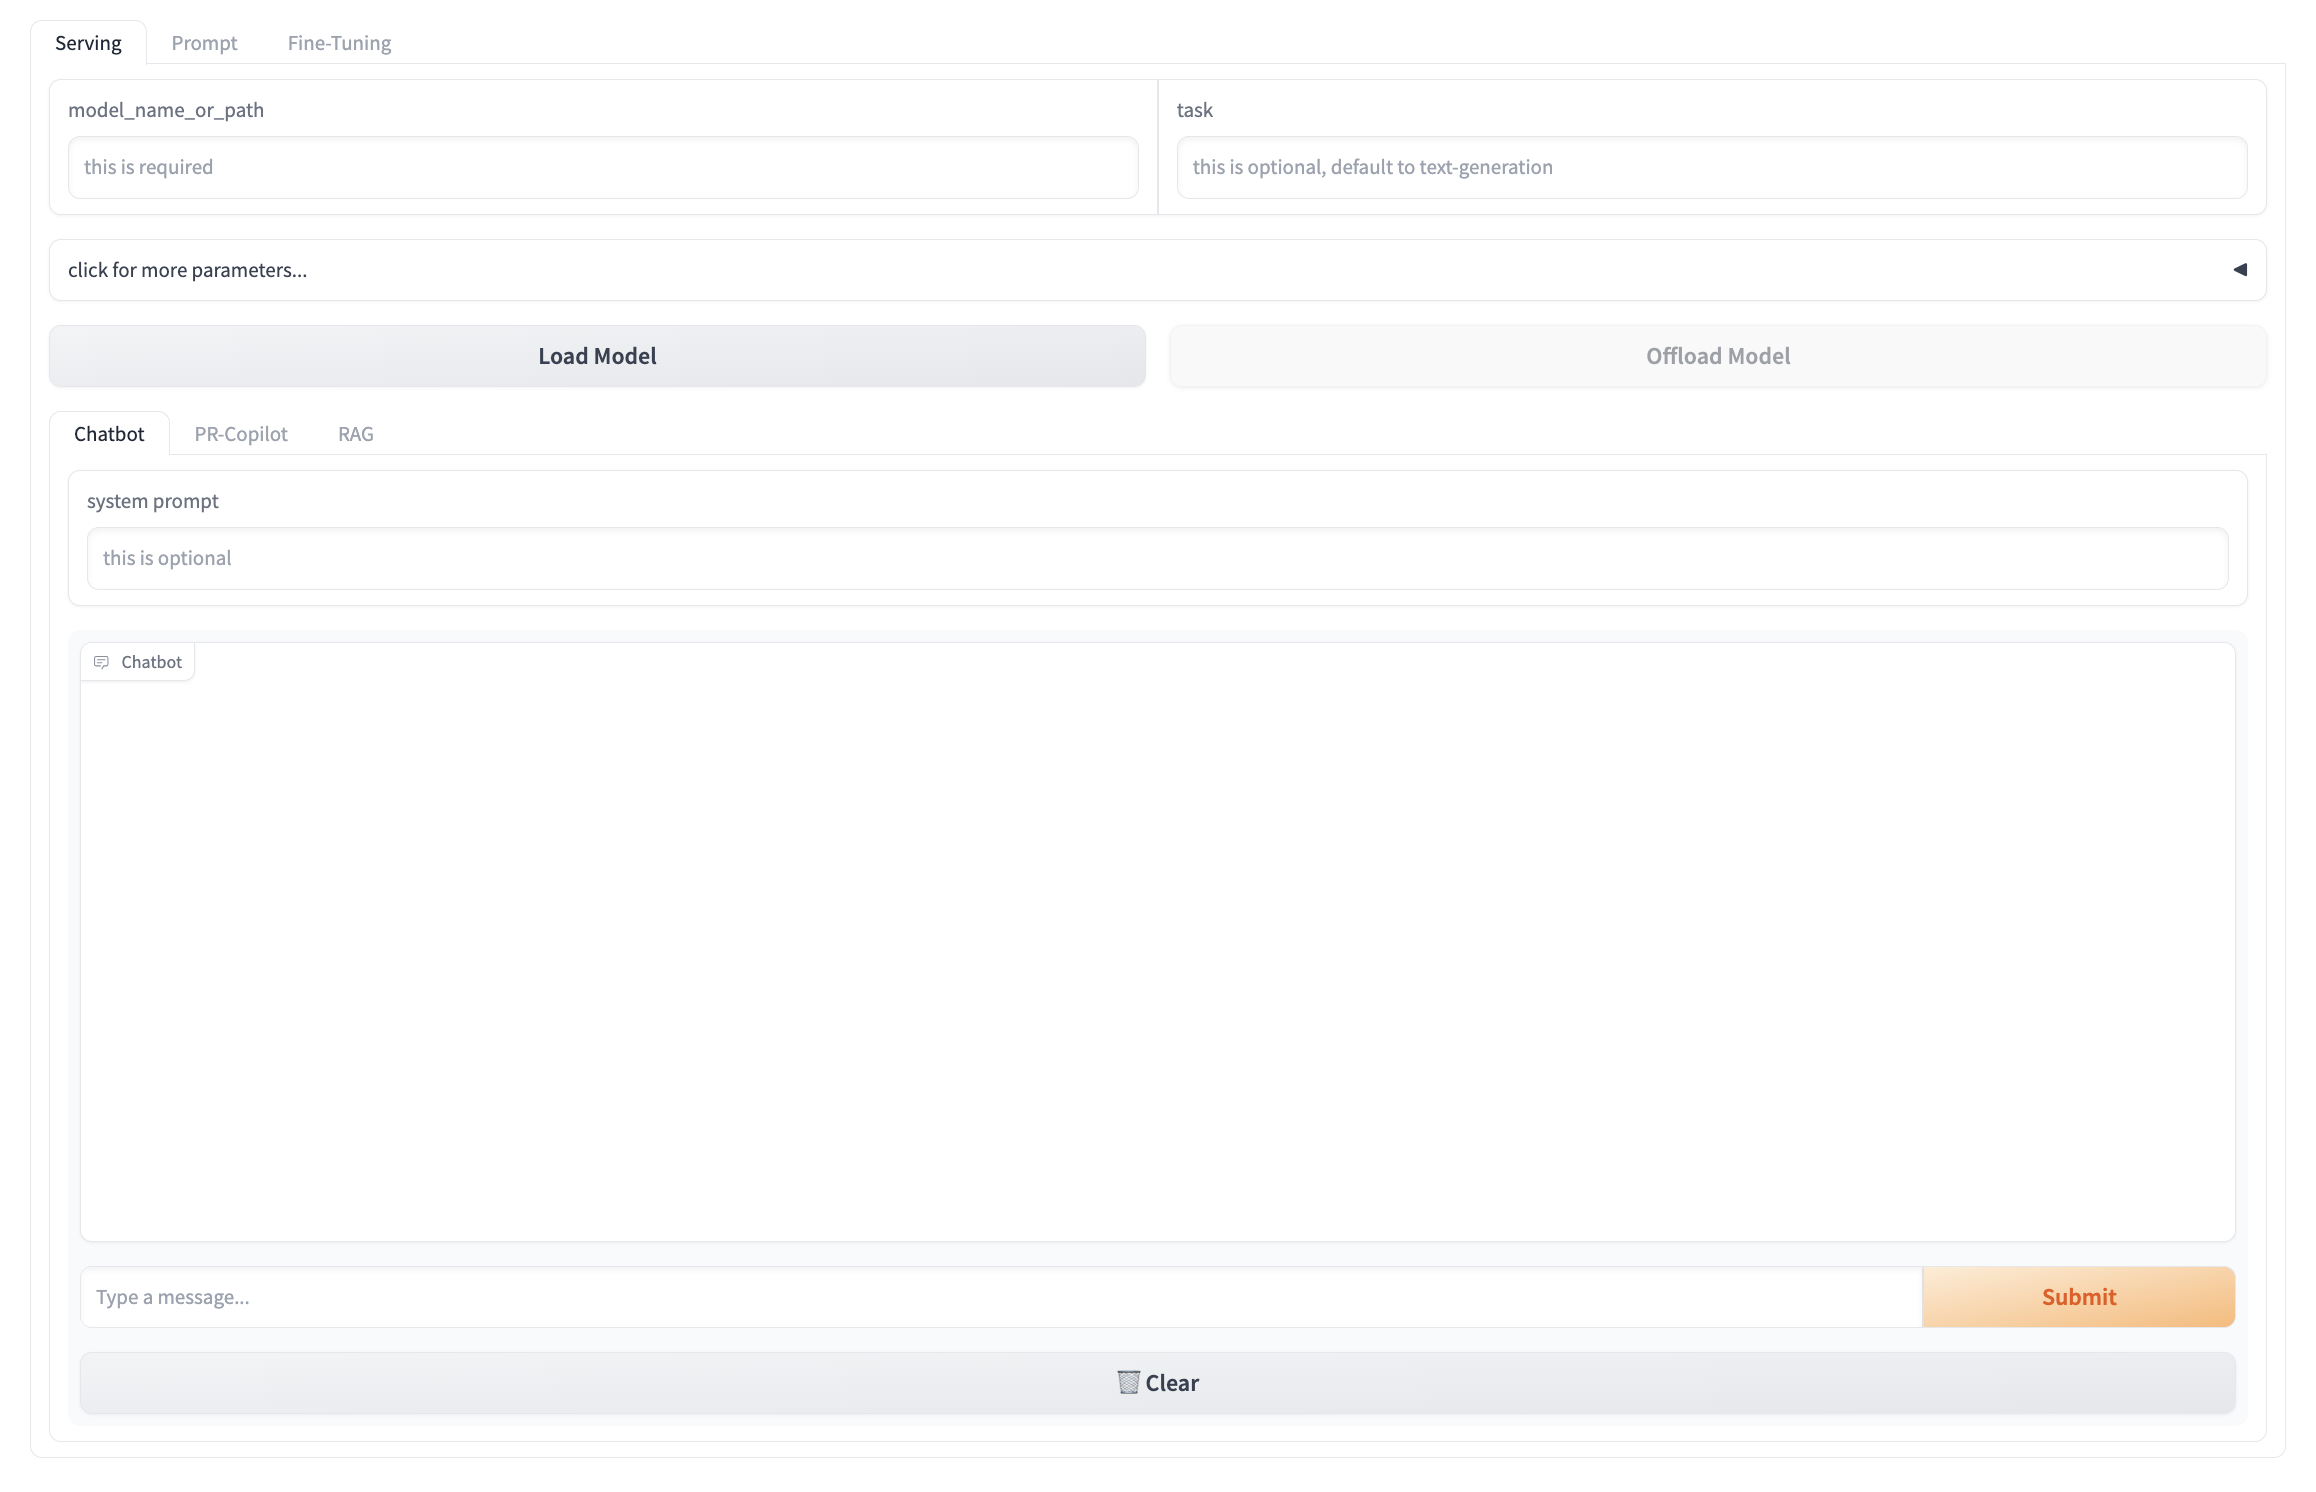 Serving Prompt Fine-Tuning
model_name_or_path task
this is required this is optional, default to text-generation
click for more parameters...
Load Model Offload Model
Chatbot PR-Copilot RAG
system prompt
this is optional
Chatbot
Type a message... Submit
Clear